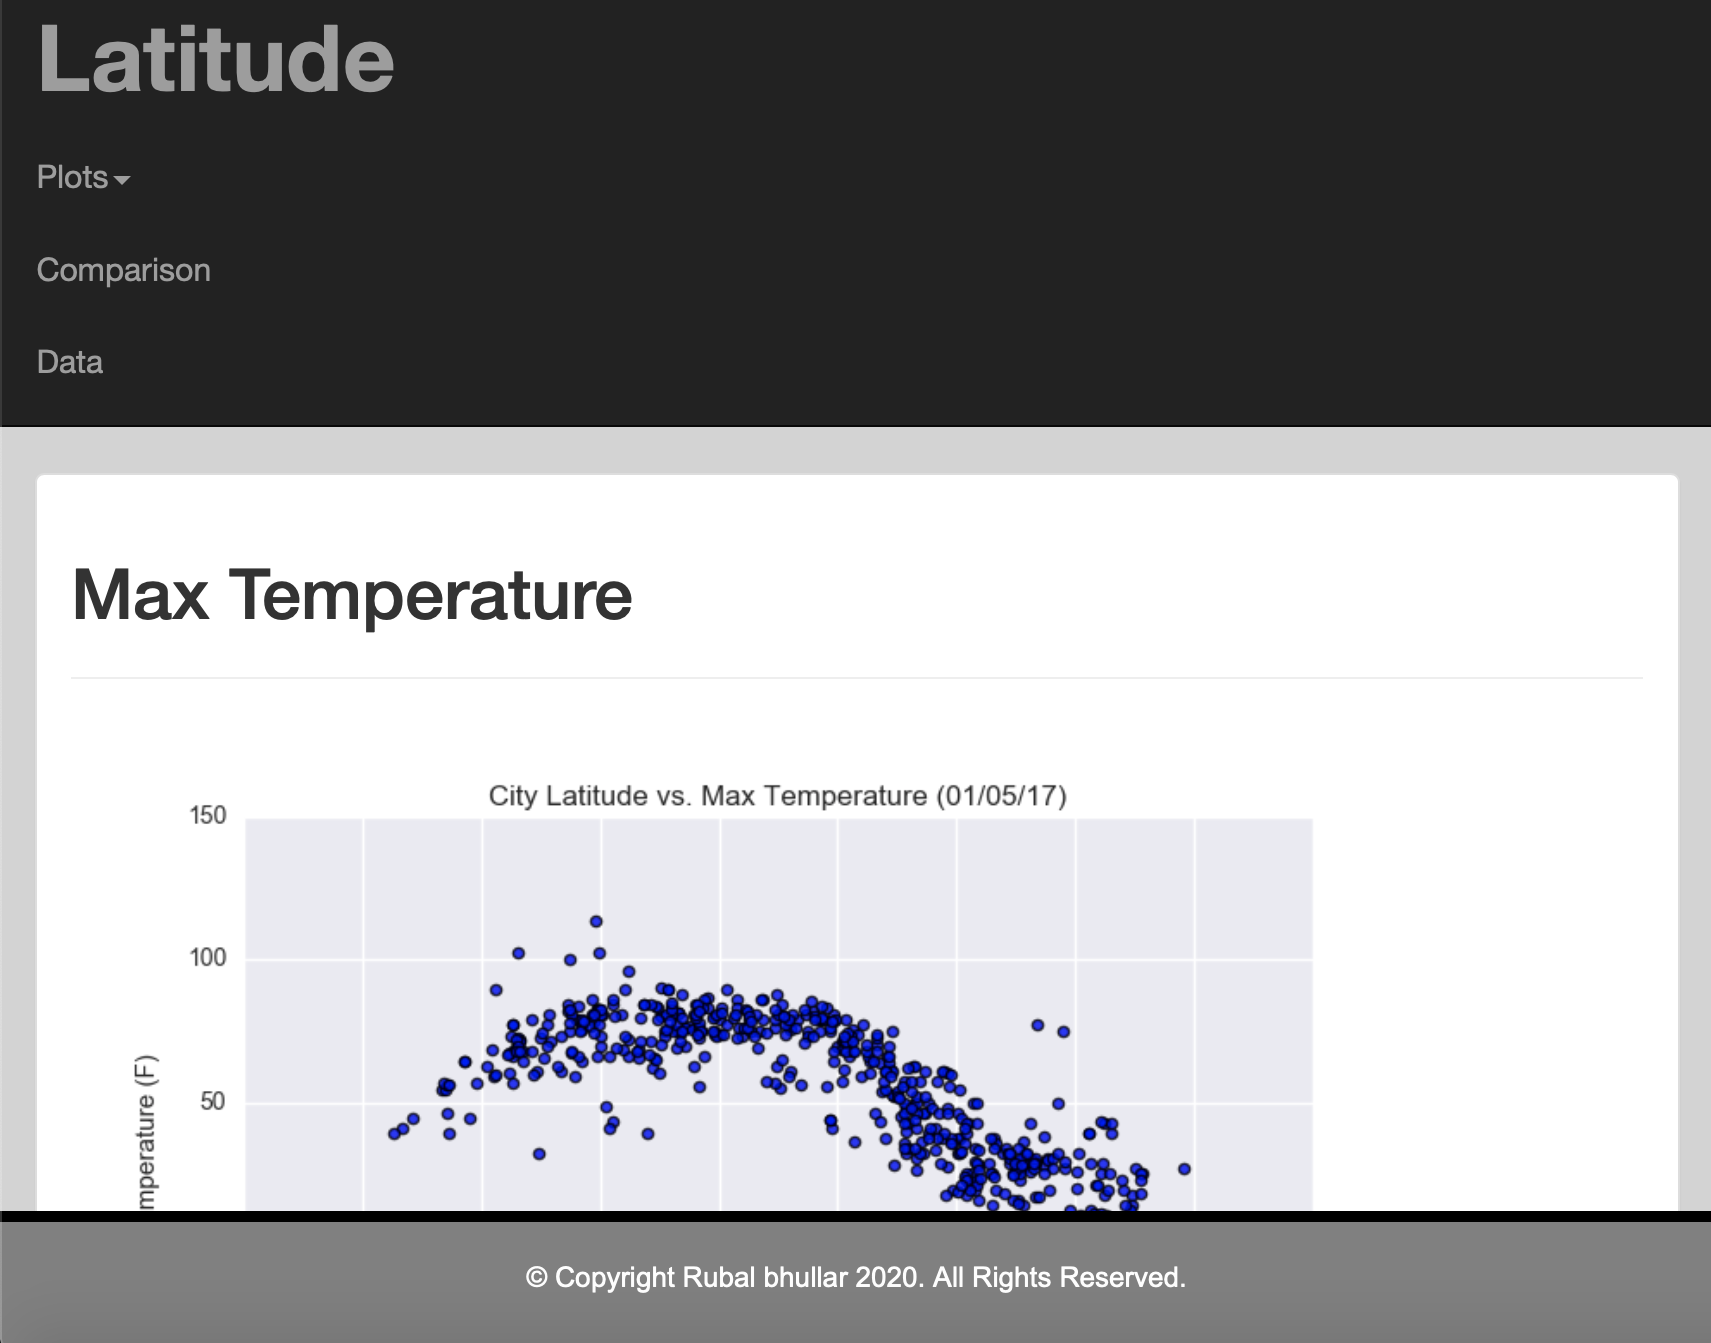 Latitude
Plots
Comparison
Data
Max Temperature
City Latitude vs. Max Temperature (01/05/17)
150
100
50
(F)
© Copyright Rubal bhullar 2020. All Rights Reserved.